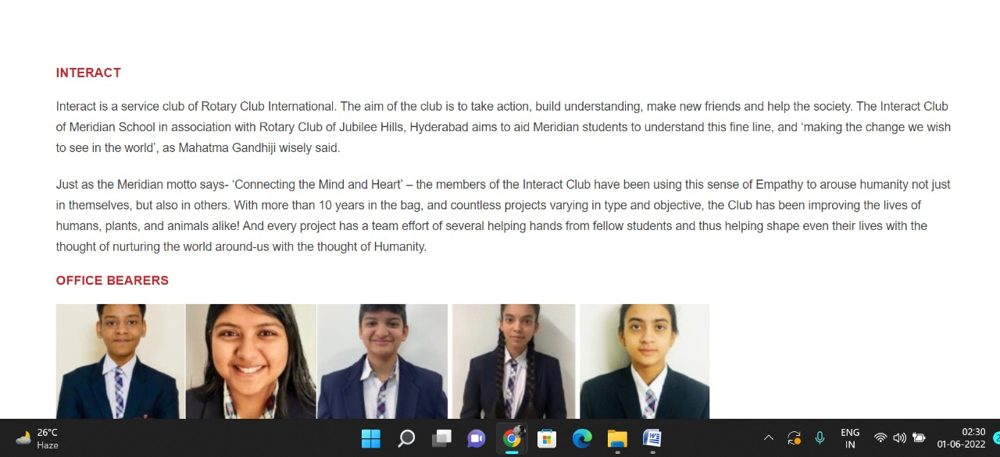 INTERACT
Interact is a service club of Rotary Club International. The aim of the club is to take action, build understanding, make new friends and help the society. The Interact Club
of Meridian School in association with Rotary Club of Jubilee Hills, Hyderabad aims to aid Meridian students to understand this fine line, and ‘making the change we wish
to see in the world’, as Mahatma Gandhiji wisely said.
Just as the Meridian motto says- ‘Connecting the Mind and Heart’ – the members of the Interact Club have been using this sense of Empathy to arouse humanity not just
in themselves, but also in others. With more than 10 years in the bag, and countless projects varying in type and objective, the Club has been improving the lives of
humans, plants, and animals alike! And every project has a team effort of several helping hands from fellow students and thus helping shape even their lives with the
thought of nurturing the world around-us with the thought of Humanity.
OFFICE BEARERS
26°C
Haze
ENG
IN
02:30
01-06-2022